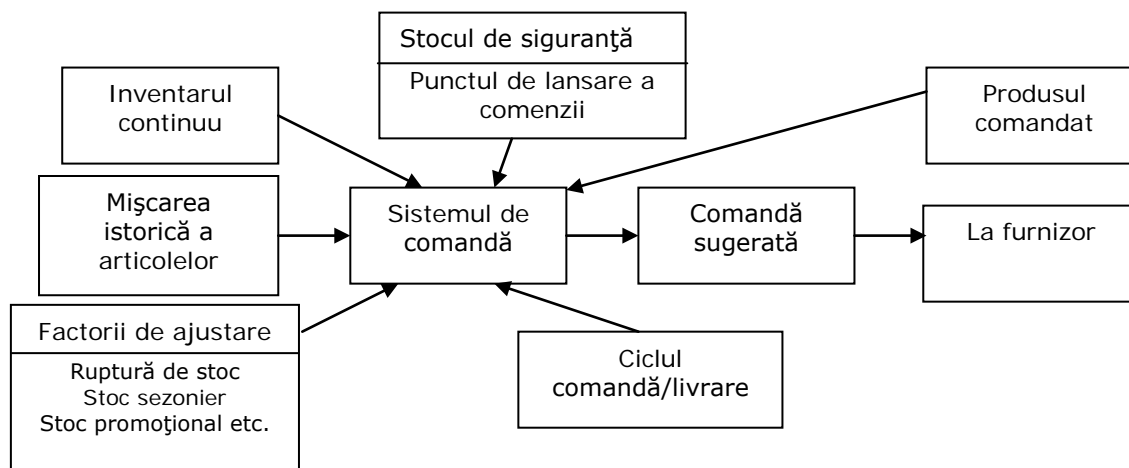 Stocul de siguranţă
Punctul de lansare a
comenzii
Inventarul
continuu
Produsul
comandat
Mişcarea
istorică a
articolelor
Sistemul de
comandă
Comandă
sugerată
La furnizor
Factorii de ajustare
Ruptură de stoc
Stoc sezonier
Stoc promoţional etc.
Ciclul
comandă/livrare